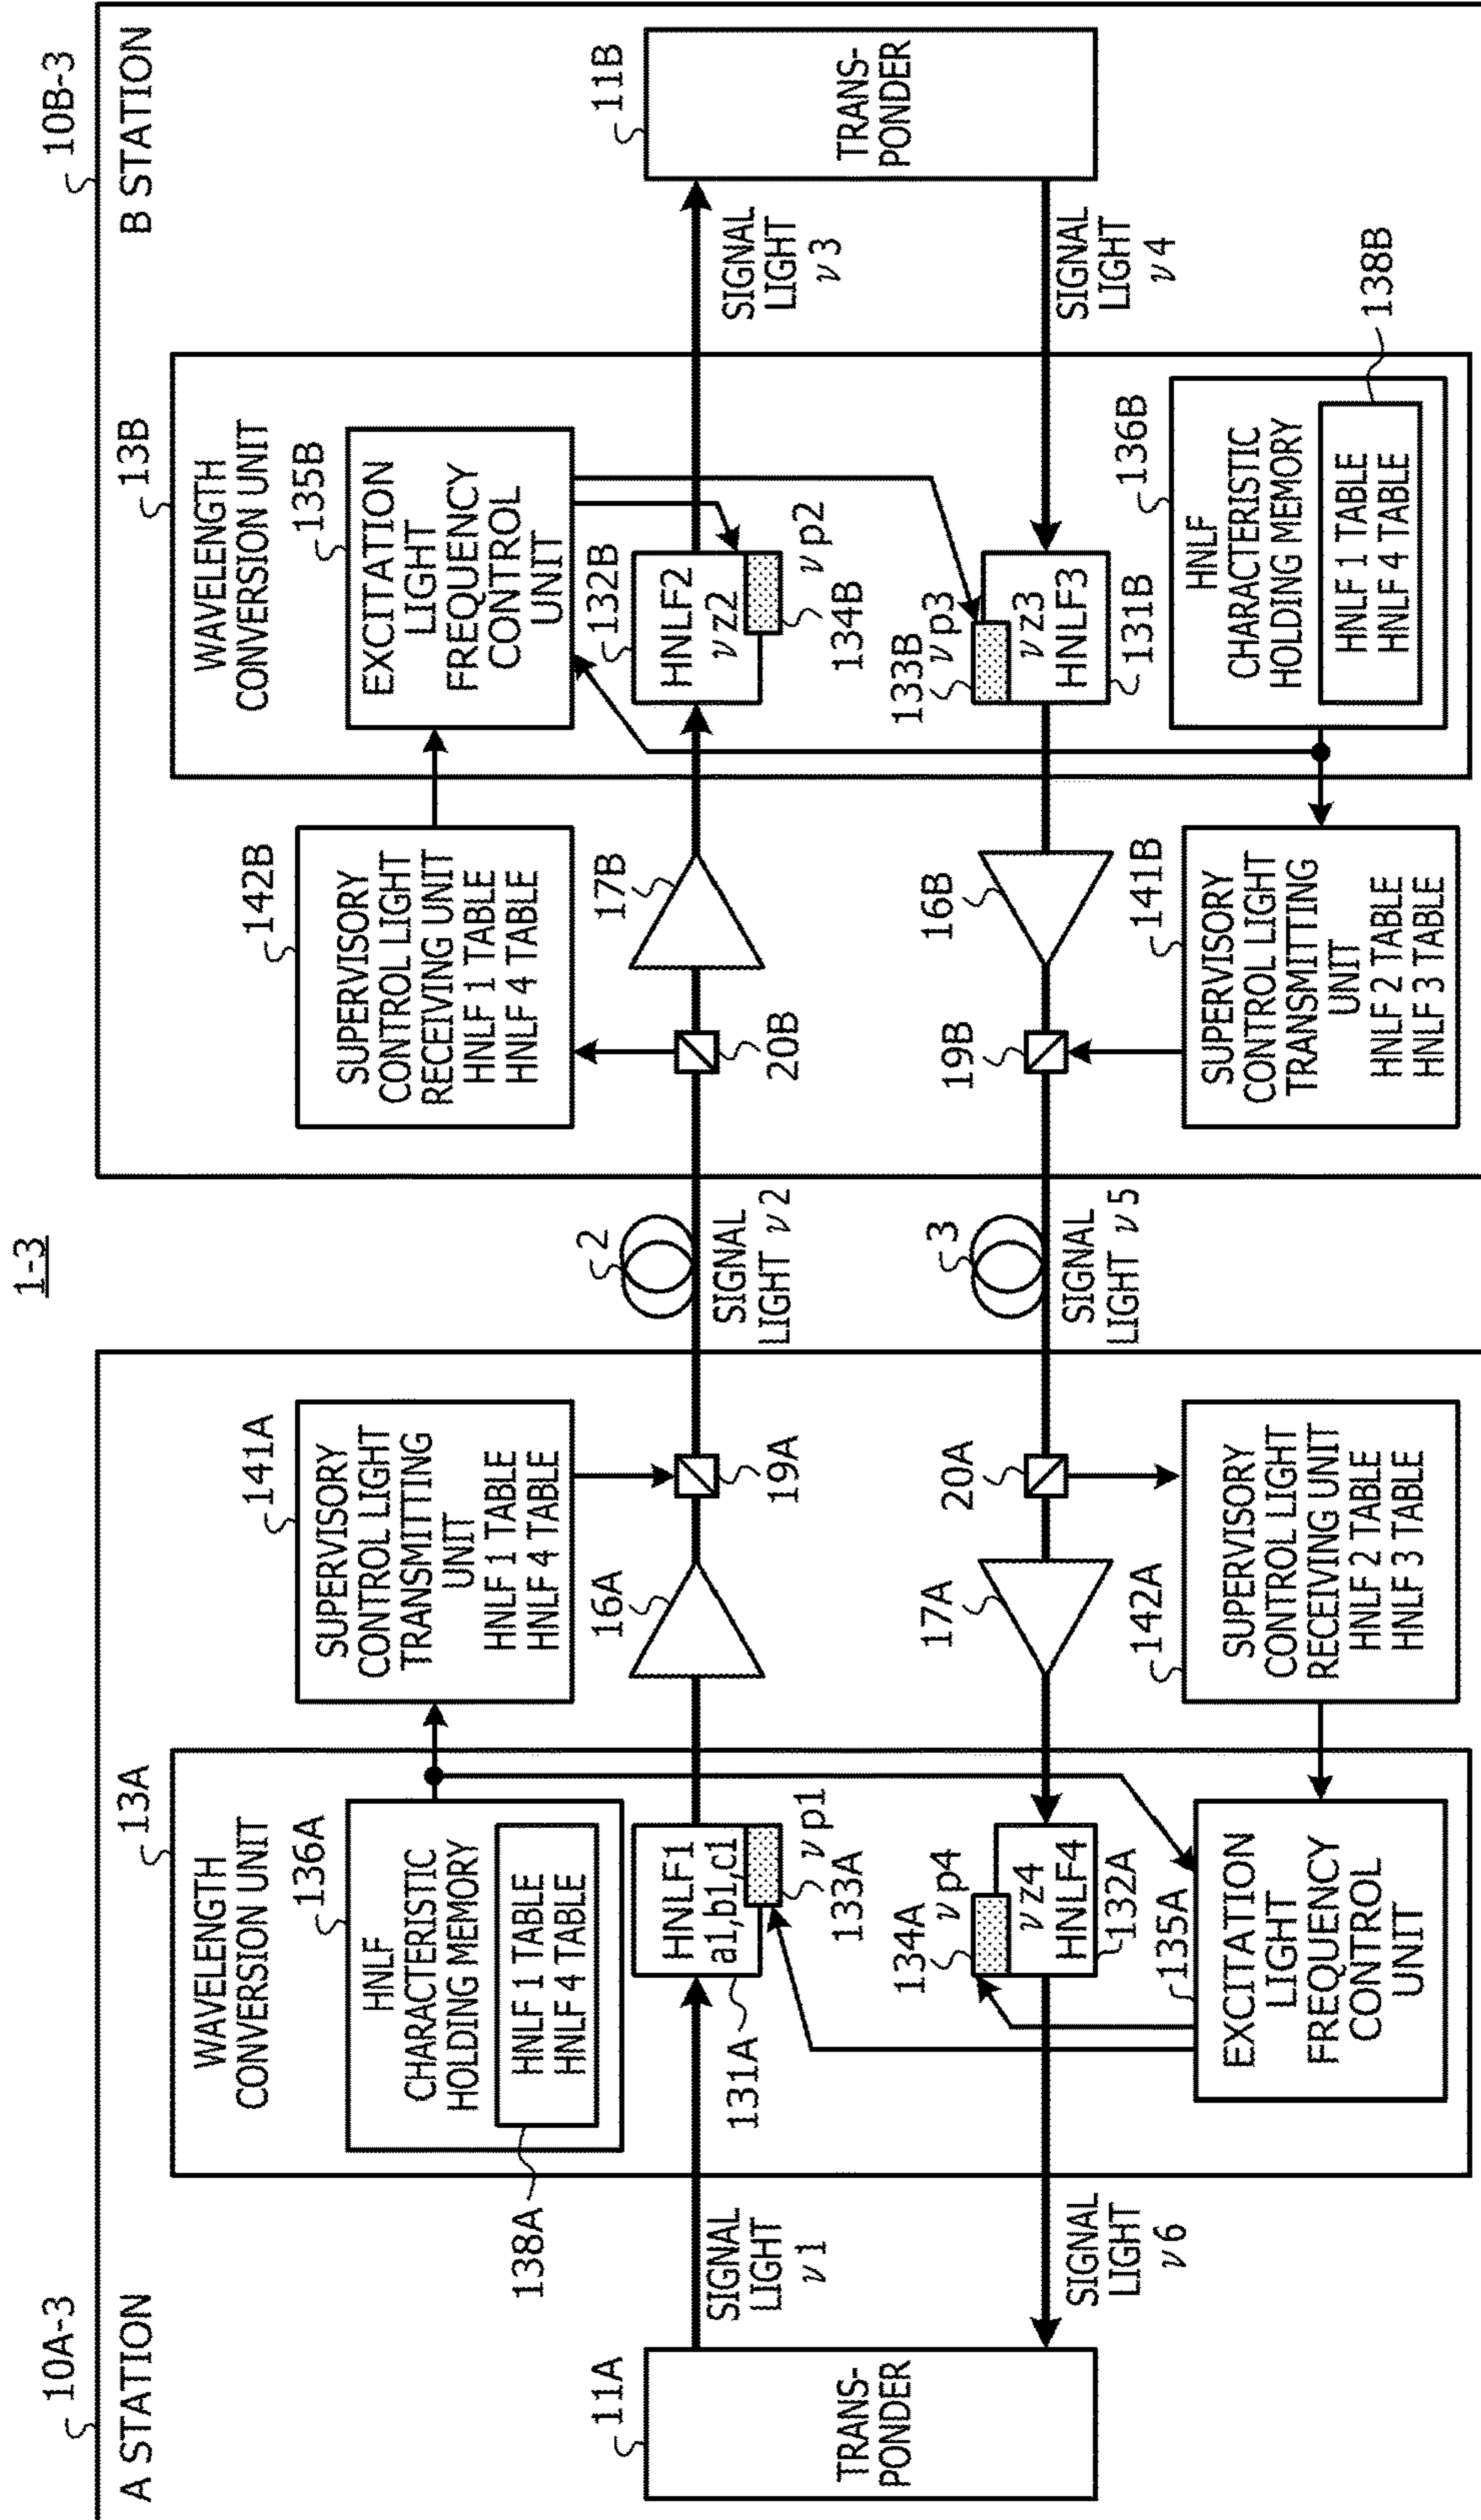 1-3
10A-3
A STATION
11A
TRANS-
PONDER
SIGNAL
LIGHT
ν1
SIGNAL
LIGHT
ν6
13A
WAVELENGTH
CONVERSION UNIT
136A
HNLF
CHARACTERISTIC
HOLDING MEMORY
HNLF 1 TABLE
HNLF 4 TABLE
138A
131A
HNLF1
a1,b1,c1
νp1
133A
134A
νp4
νz4
HNLF4
132A
135A
EXCITATION
LIGHT
FREQUENCY
CONTROL
UNIT
141A
SUPERVISORY
CONTROL LIGHT
TRANSMITTING
UNIT
HNLF 1 TABLE
HNLF 4 TABLE
16A
19A
17A
20A
142A
SUPERVISORY
CONTROL LIGHT
RECEIVING UNIT
HNLF 2 TABLE
HNLF 3 TABLE
2
SIGNAL
LIGHT ν2
3
SIGNAL
LIGHT ν5
10B-3
B STATION
142B
SUPERVISORY
CONTROL LIGHT
RECEIVING UNIT
HNLF 1 TABLE
HNLF 4 TABLE
17B
20B
16B
19B
141B
SUPERVISORY
CONTROL LIGHT
TRANSMITTING
UNIT
HNLF 2 TABLE
HNLF 3 TABLE
13B
WAVELENGTH
CONVERSION UNIT
135B
EXCITATION
LIGHT
FREQUENCY
CONTROL
UNIT
132B
HNLF2
νz2
νp2
134B
133B
νp3
νz3
HNLF3
131B
136B
HNLF
CHARACTERISTIC
HOLDING MEMORY
HNLF 1 TABLE
HNLF 4 TABLE
138B
SIGNAL
LIGHT
ν3
SIGNAL
LIGHT
ν4
11B
TRANS-
PONDER